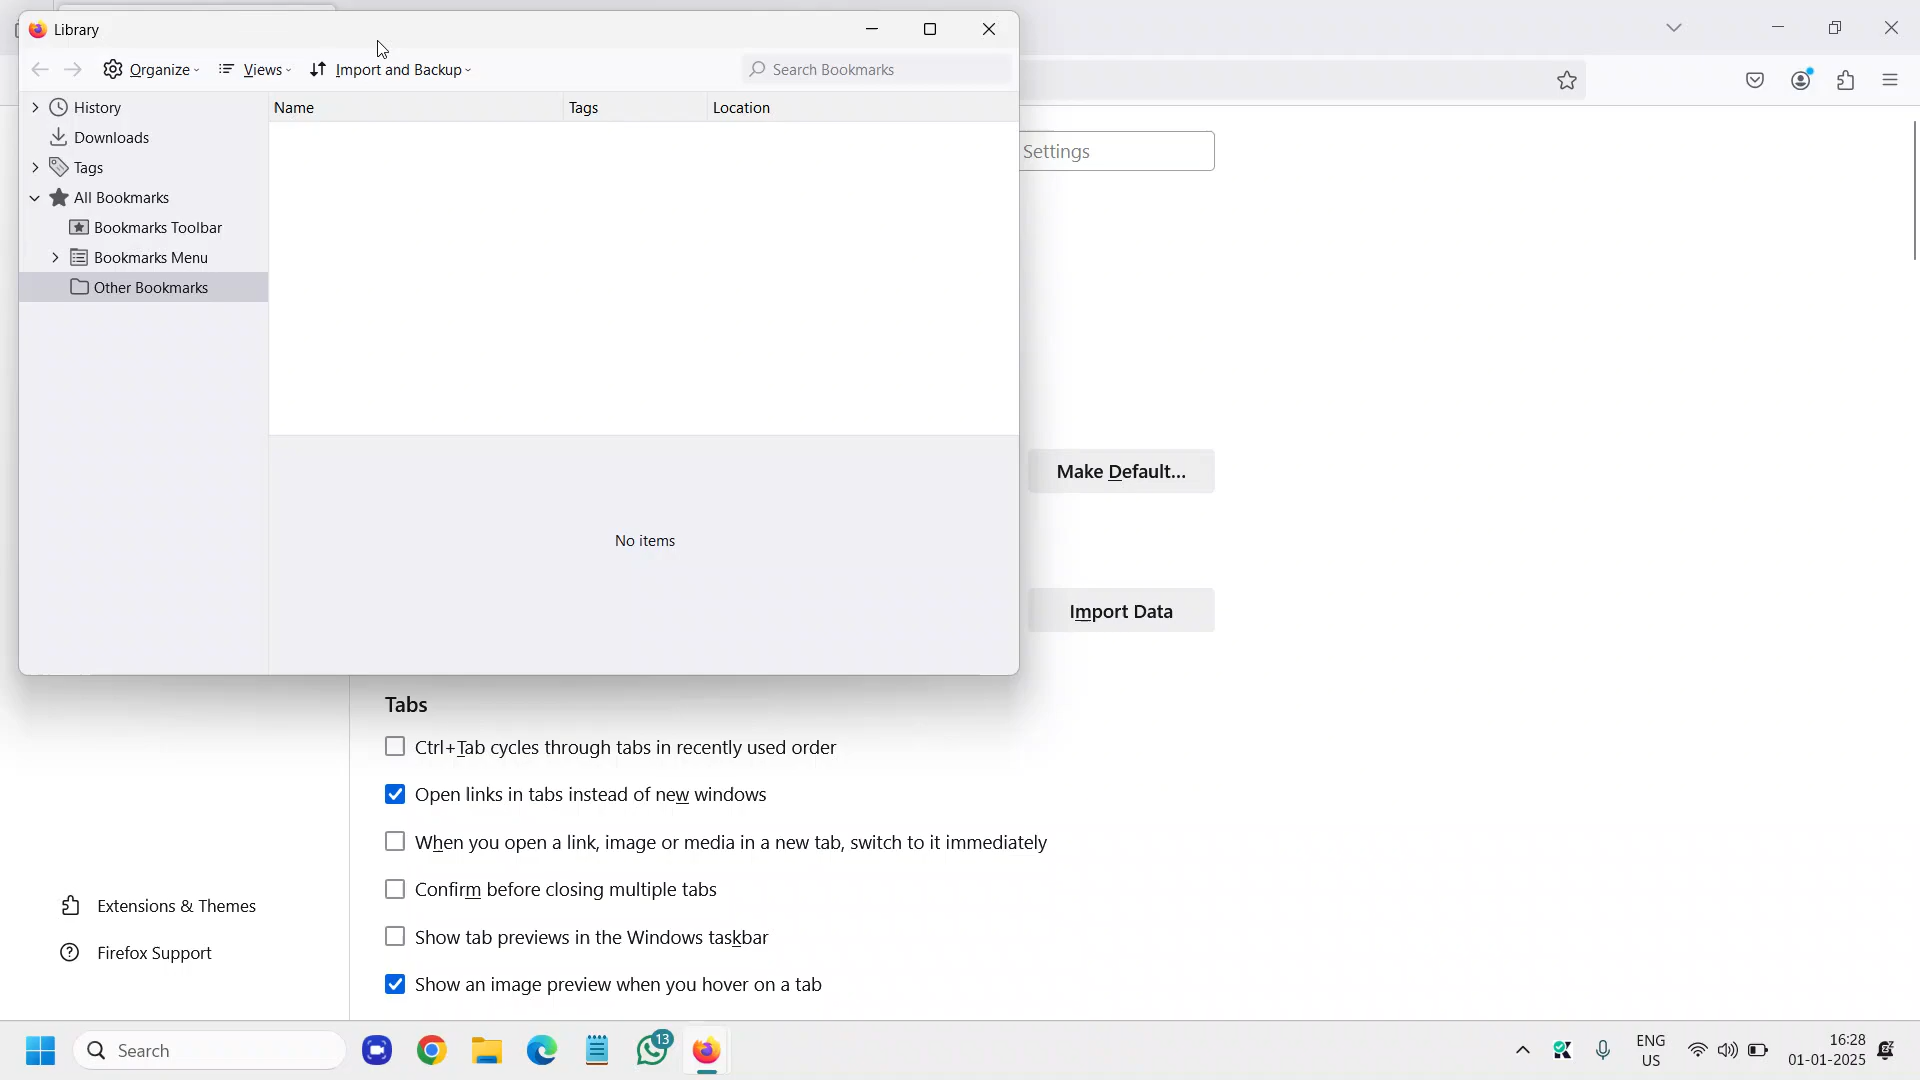 Library
Organize
Views
Import and Backup
Search Bookmarks
History
Name
Tags
Location
Downloads
Tags
All Bookmarks
Bookmarks Toolbar
Bookmarks Menu
Other Bookmarks
No items
Settings
Make Default...
Import Data
Tabs
Ctrl+Tab cycles through tabs in recently used order
Open links in tabs instead of new windows
When you open a link, image or media in a new tab, switch to it immediately
Confirm before closing multiple tabs
Show tab previews in the Windows taskbar
Show an image preview when you hover on a tab
Extensions & Themes
Firefox Support
Search
13
ENG
US
16:28
01-01-2025